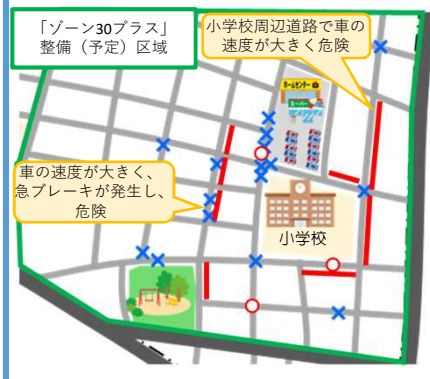 「ゾーン30プラス」
整備（予定）区域
小学校周辺道路で車の
速度が大きく危険
ホームセンター
スーパー
車の速度が大きく、
急ブレーキが発生し、
危険
小学校